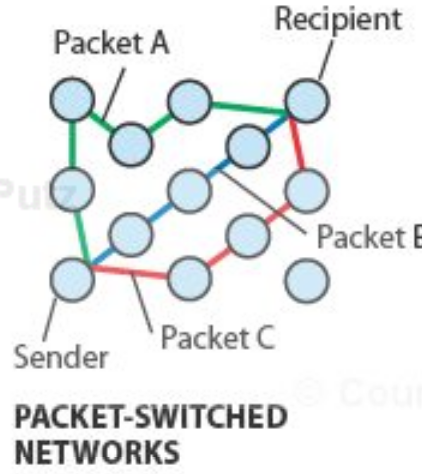 Recipient
Packet A
Packet B
Packet C
Sender
PACKET-SWITCHED
NETWORKS